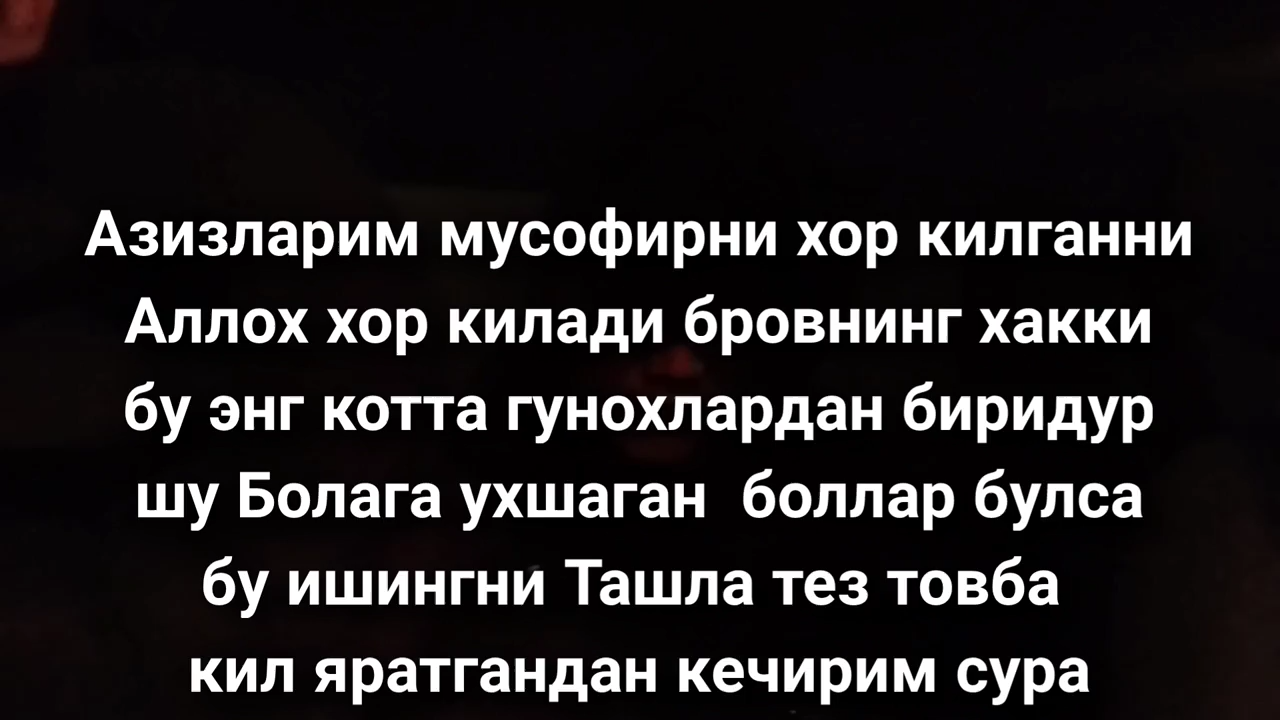 Азизларим мусофирни хор килганни
Аллох хор килади бровнинг хакки
бу энг котта гунохлардан биридур
шу Болага ухшаган боллар булса
бу ишингни Ташла тез товба
кил яратгандан кечирим сура